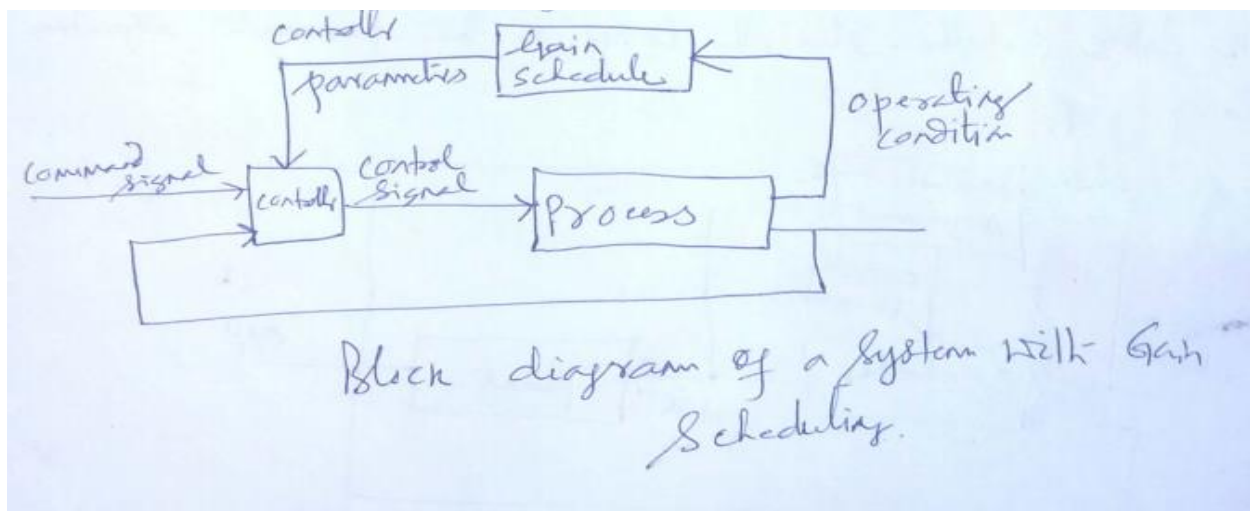 controller
parameters
Gain
schedule
operating
condition
command
signal
controller
control
signal
Process
Block diagram of a system with Gain
Scheduling.